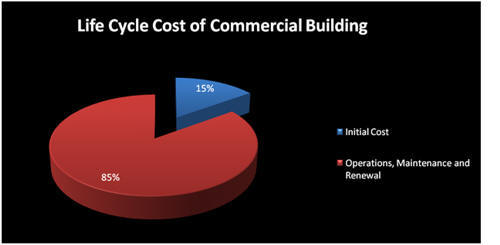 Life Cycle Cost of Commercial Building
15%
Initial Cost
Operations, Maintenance and
Renewal
85%